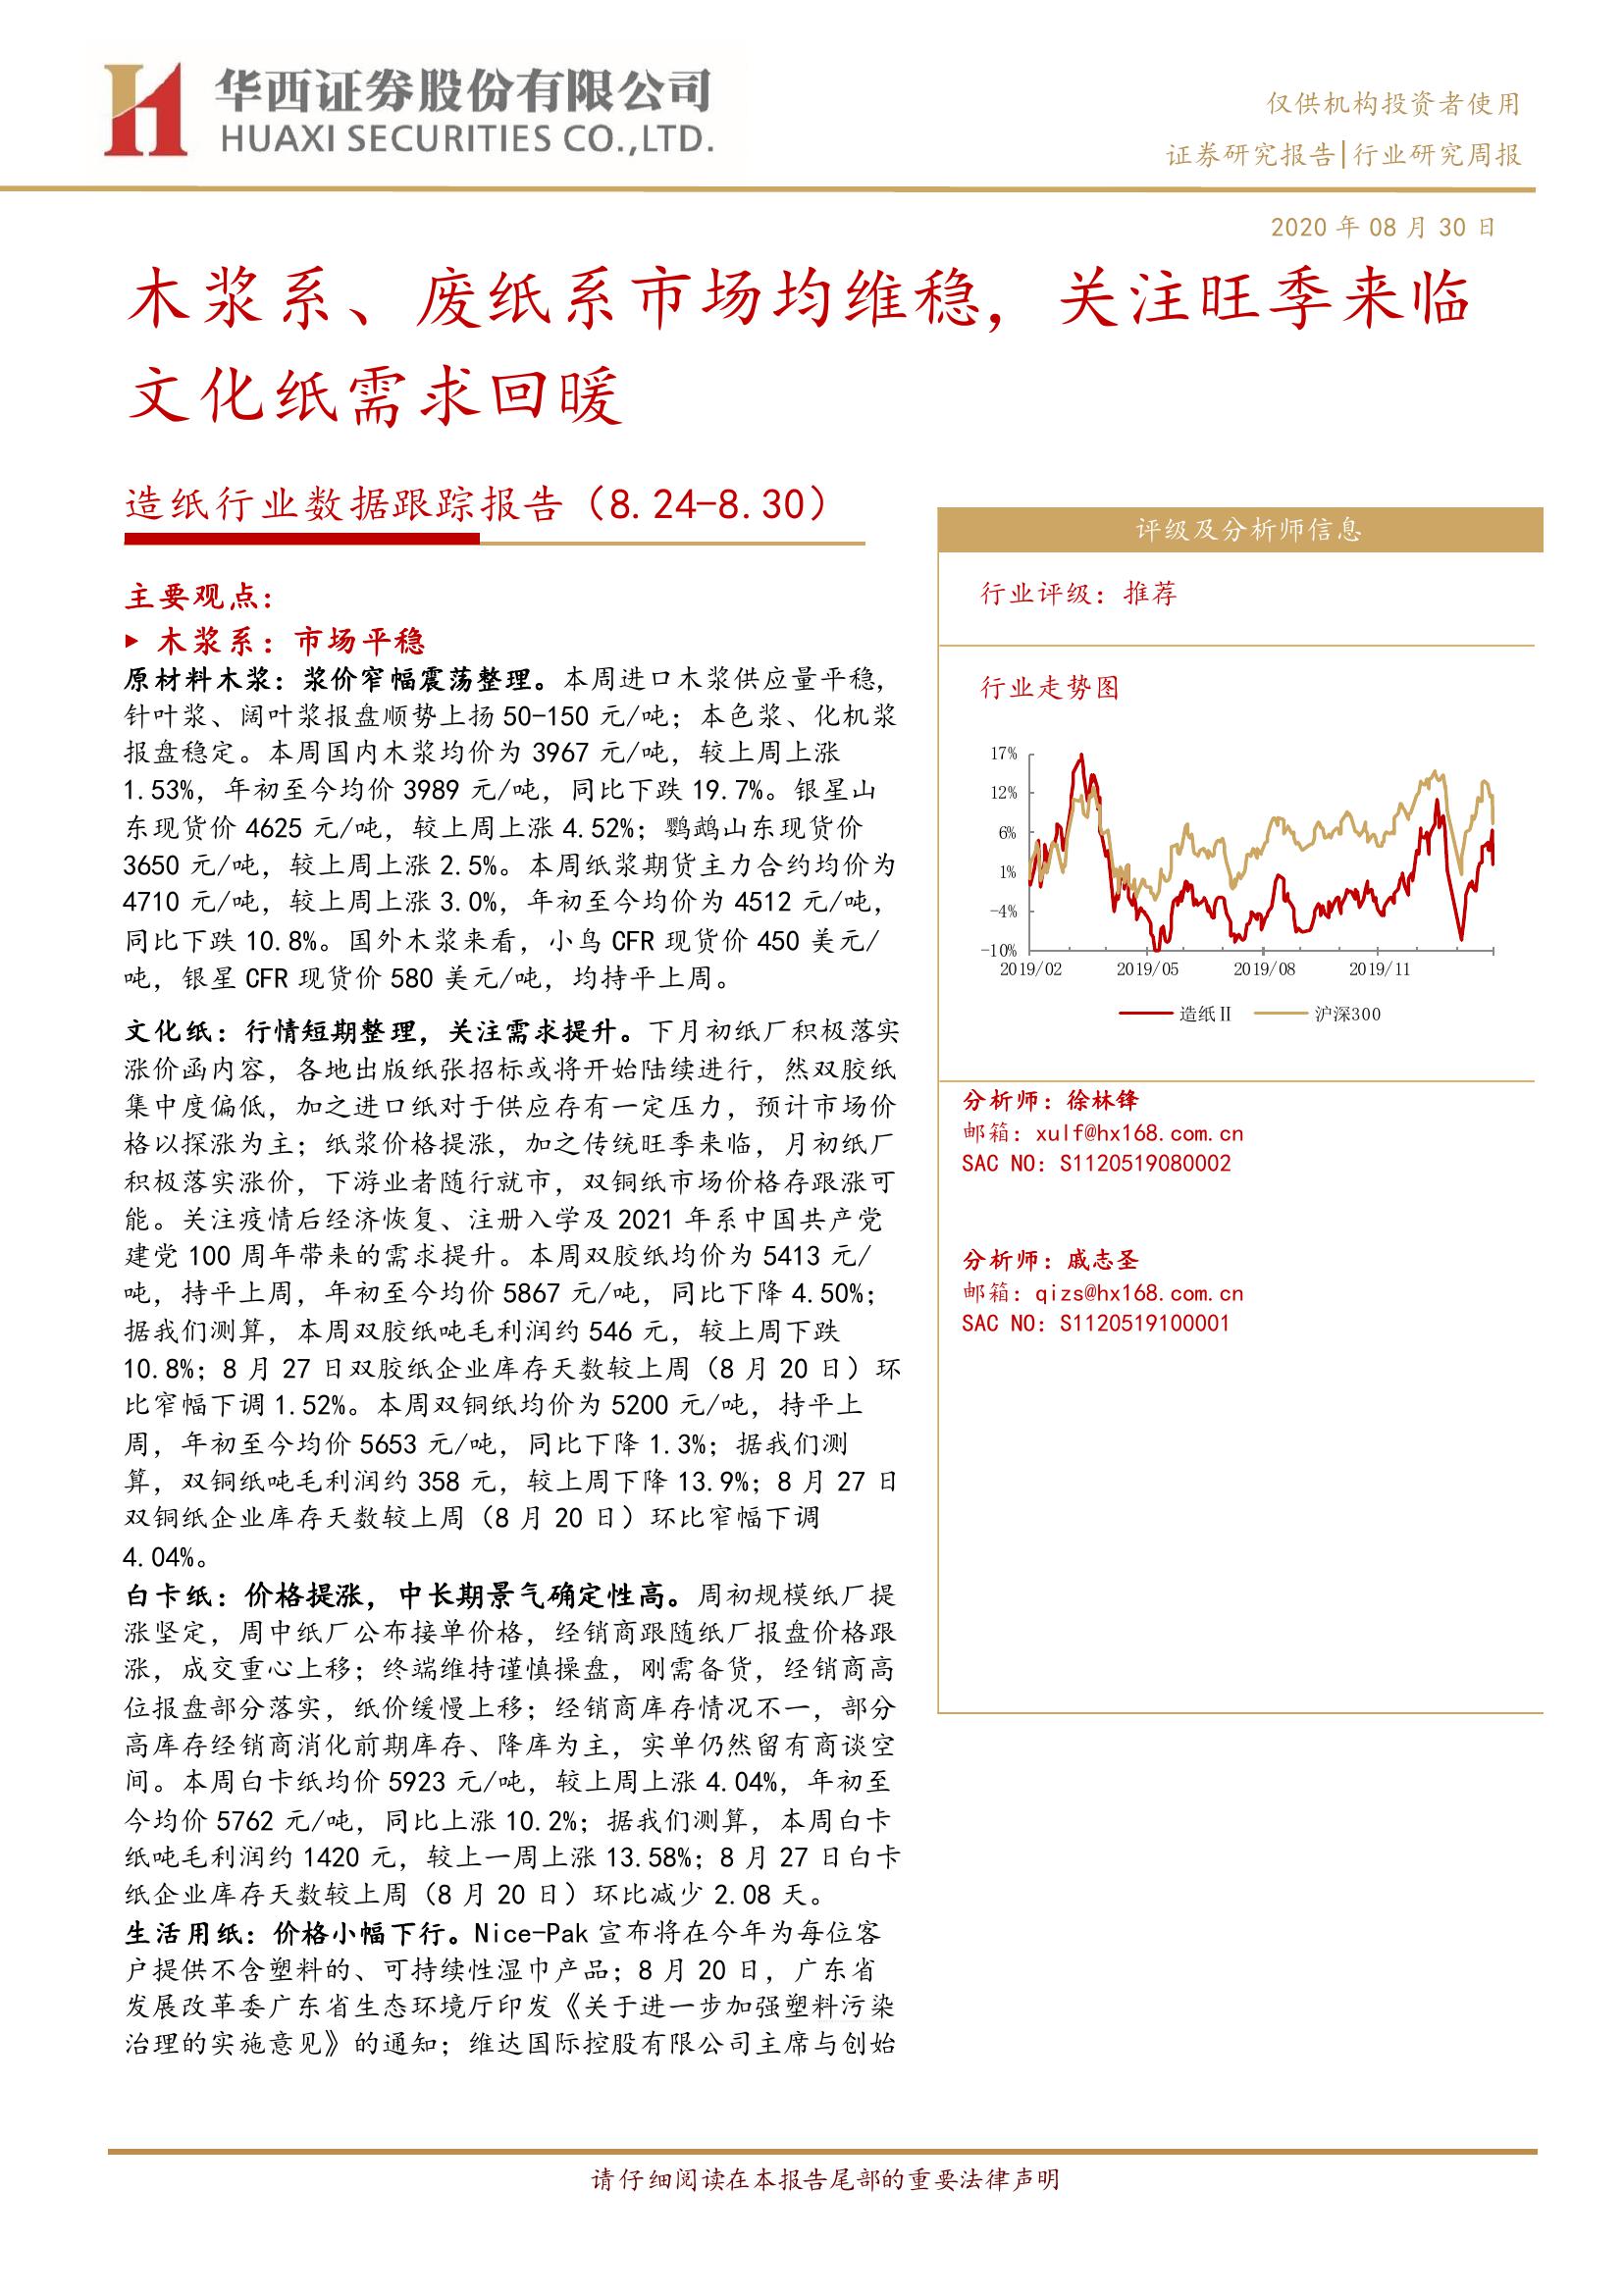 华西证券股份有限公司
HUAXI SECURITIES CO.,LTD.
仅供机构投资者使用
证券研究报告|行业研究周报
2020 年 08 月 30 日
木浆系、废纸系市场均维稳，关注旺季来临
文化纸需求回暖
造纸行业数据跟踪报告（8.24-8.30）
主要观点：
▸ 木浆系：市场平稳
原材料木浆：浆价窄幅震荡整理。本周进口木浆供应量平稳，
针叶浆、阔叶浆报盘顺势上扬 50-150 元/吨；本色浆、化机浆
报盘稳定。本周国内木浆均价为 3967 元/吨，较上周上涨
1.53%，年初至今均价 3989 元/吨，同比下跌 19.7%。银星山
东现货价 4625 元/吨，较上周上涨 4.52%；鹦鹉山东现货价
3650 元/吨，较上周上涨 2.5%。本周纸浆期货主力合约均价为
4710 元/吨，较上周上涨 3.0%，年初至今均价为 4512 元/吨，
同比下跌 10.8%。国外木浆来看，小鸟 CFR 现货价 450 美元/
吨，银星 CFR 现货价 580 美元/吨，均持平上周。
文化纸：行情短期整理，关注需求提升。下月初纸厂积极落实
涨价函内容，各地出版纸张招标或将开始陆续进行，然双胶纸
集中度偏低，加之进口纸对于供应存有一定压力，预计市场价
格以探涨为主；纸浆价格提涨，加之传统旺季来临，月初纸厂
积极落实涨价，下游业者随行就市，双铜纸市场价格存跟涨可
能。关注疫情后经济恢复、注册入学及 2021 年系中国共产党
建党 100 周年带来的需求提升。本周双胶纸均价为 5413 元/
吨，持平上周，年初至今均价 5867 元/吨，同比下降 4.50%；
据我们测算，本周双胶纸吨毛利润约 546 元，较上周下跌
10.8%；8 月 27 日双胶纸企业库存天数较上周（8 月 20 日）环
比窄幅下调 1.52%。本周双铜纸均价为 5200 元/吨，持平上
周，年初至今均价 5653 元/吨，同比下降 1.3%；据我们测
算，双铜纸吨毛利润约 358 元，较上周下降 13.9%；8 月 27 日
双铜纸企业库存天数较上周（8 月 20 日）环比窄幅下调
4.04%。
白卡纸：价格提涨，中长期景气确定性高。周初规模纸厂提
涨坚定，周中纸厂公布接单价格，经销商跟随纸厂报盘价格跟
涨，成交重心上移；终端维持谨慎操盘，刚需备货，经销商高
位报盘部分落实，纸价缓慢上移；经销商库存情况不一，部分
高库存经销商消化前期库存、降库为主，实单仍然留有商谈空
间。本周白卡纸均价 5923 元/吨，较上周上涨 4.04%，年初至
今均价 5762 元/吨，同比上涨 10.2%；据我们测算，本周白卡
纸吨毛利润约 1420 元，较上一周上涨 13.58%；8 月 27 日白卡
纸企业库存天数较上周（8 月 20 日）环比减少 2.08 天。
生活用纸：价格小幅下行。Nice-Pak 宣布将在今年为每位客
户提供不含塑料的、可持续性湿巾产品；8 月 20 日，广东省
发展改革委广东省生态环境厅印发《关于进一步加强塑料污染
治理的实施意见》的通知；维达国际控股有限公司主席与创始
评级及分析师信息
行业评级：推荐
行业走势图
17%
12%
6%
1%
-4%
-10%
2019/02 2019/05 2019/08 2019/11
造纸Ⅱ 沪深300
分析师：徐林锋
邮箱：xulf@hx168.com.cn
SAC NO：S1120519080002
分析师：戚志圣
邮箱：qizs@hx168.com.cn
SAC NO：S1120519100001
请仔细阅读在本报告尾部的重要法律声明